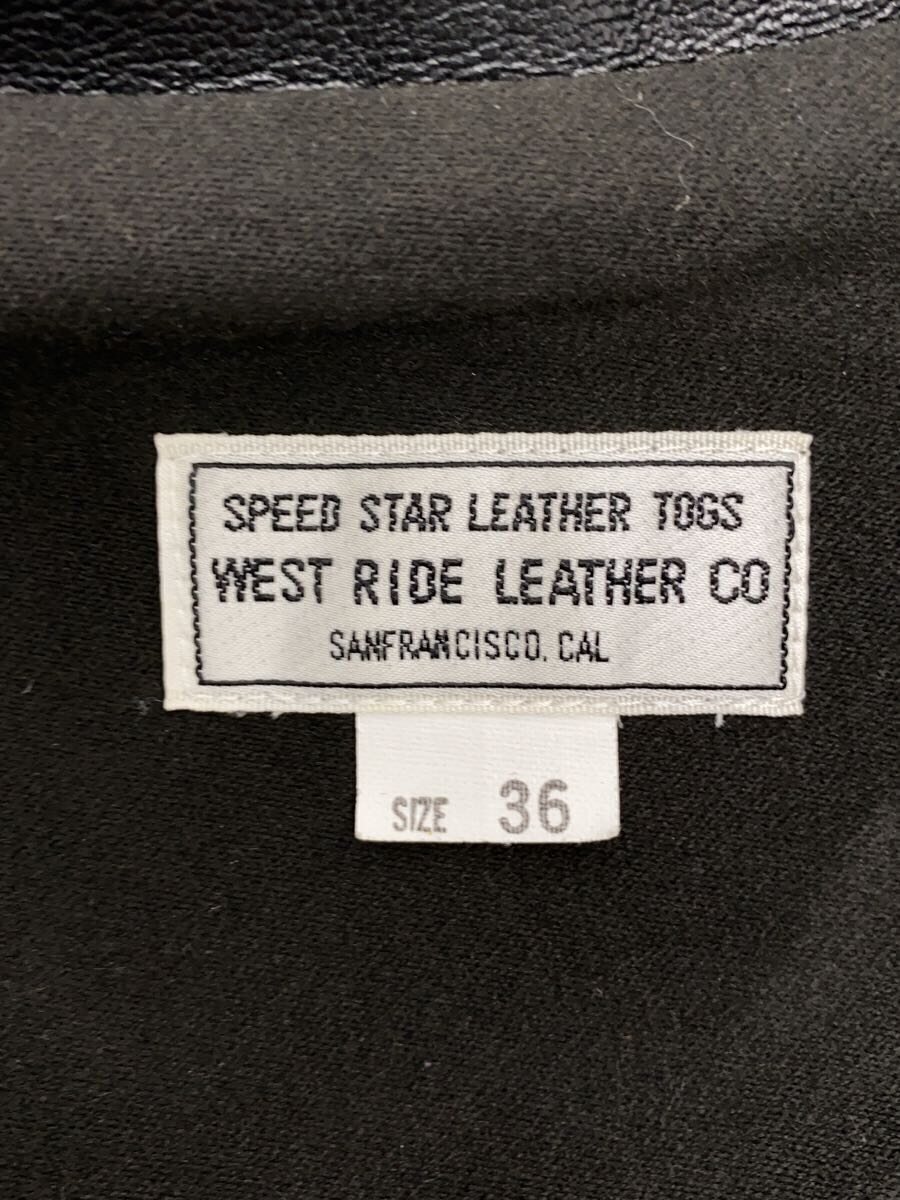 SPEED STAR LEATHER TOGS
WEST RIDE LEATHER CO
SANFRANCISCO. CAL
SIZE 36